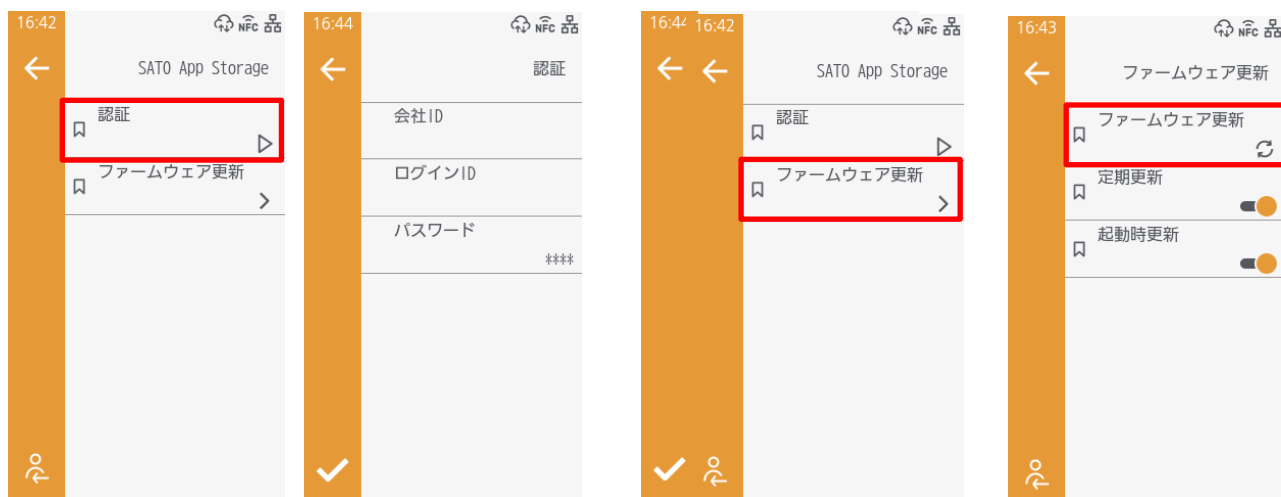 16:42
NFC
SATO App Storage
認証
ファームウェア更新
16:44
NFC
認証
会社ID
ログインID
パスワード
****
16:44
16:42
NFC
SATO App Storage
認証
ファームウェア更新
16:43
NFC
ファームウェア更新
ファームウェア更新
定期更新
起動時更新